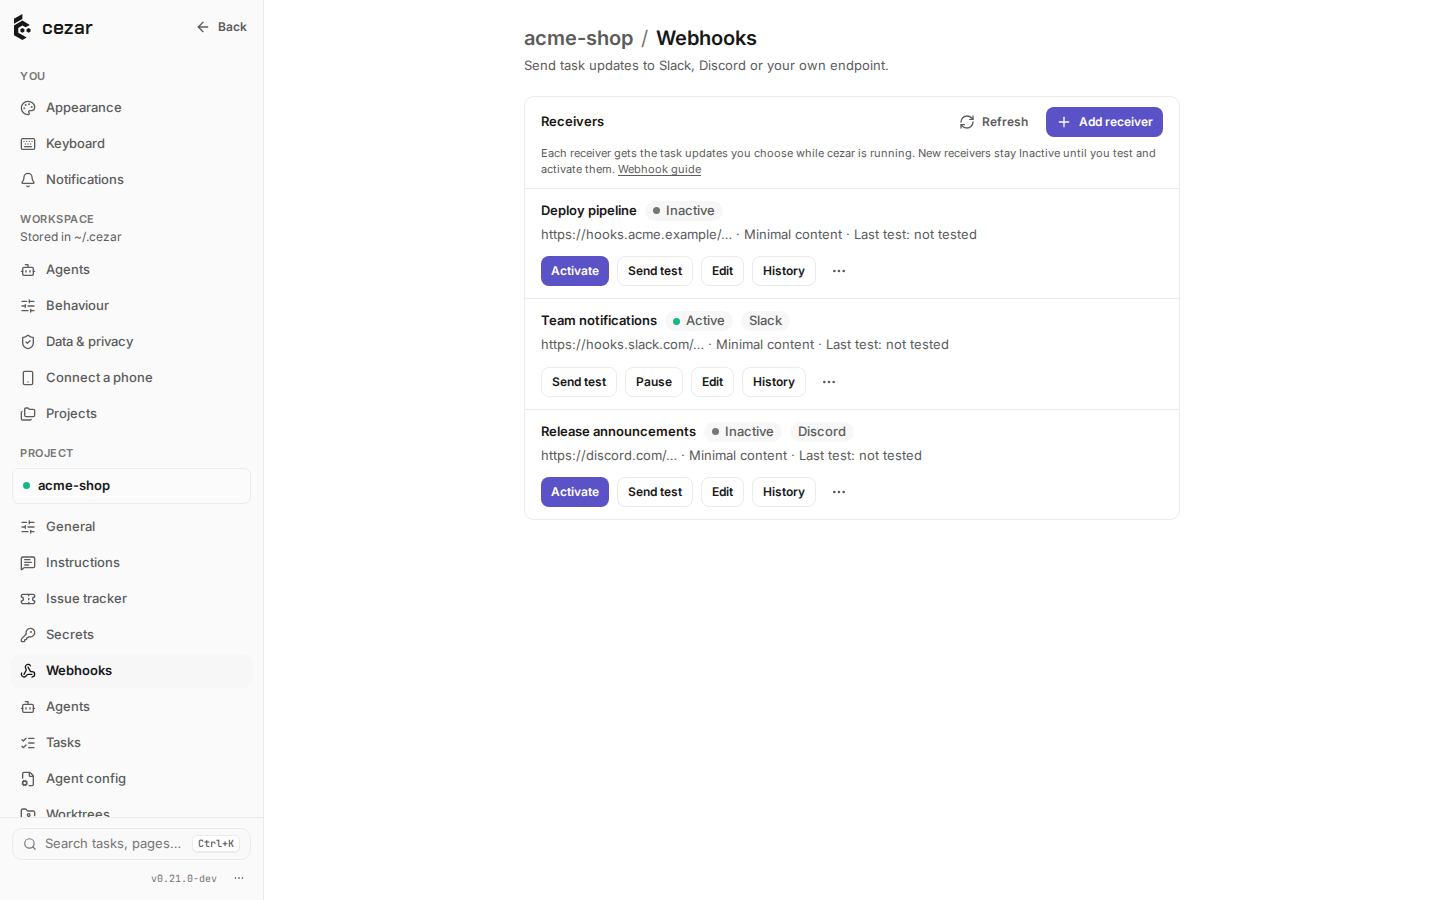 cezar
Back
YOU
Appearance
Keyboard
Notifications
WORKSPACE
Stored in ~/.cezar
Agents
Behaviour
Data & privacy
Connect a phone
Projects
PROJECT
acme-shop
General
Instructions
Issue tracker
Secrets
Webhooks
Agents
Tasks
Agent config
Worktrees
Search tasks, pages... Ctrl+K
v0.21.0-dev
acme-shop / Webhooks
Send task updates to Slack, Discord or your own endpoint.
Receivers Refresh Add receiver
Each receiver gets the task updates you choose while cezar is running. New receivers stay Inactive until you test and
activate them. Webhook guide
Deploy pipeline Inactive
https://hooks.acme.example/... · Minimal content · Last test: not tested
Activate Send test Edit History
Team notifications Active Slack
https://hooks.slack.com/... · Minimal content · Last test: not tested
Send test Pause Edit History
Release announcements Inactive Discord
https://discord.com/... · Minimal content · Last test: not tested
Activate Send test Edit History